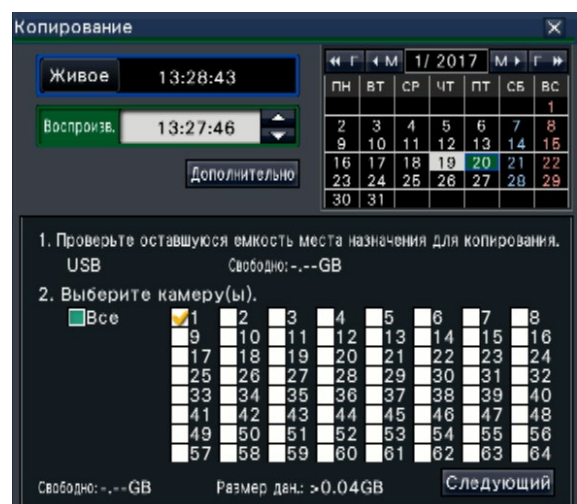 Копирование
Живое 13:28:43
Воспроизв. 13:27:46
Дополнительно
Г М 1/ 2017 М Г
ПН ВТ СР ЧТ ПТ СБ ВС
1
2 3 4 5 6 7 8
9 10 11 12 13 14 15
16 17 18 19 20 21 22
23 24 25 26 27 28 29
30 31
1. Проверьте оставшуюся емкость места назначения для копирования.
USB Свободно:-.--GB
2. Выберите камеру(ы).
Все 1 2 3 4 5 6 7 8
9 10 11 12 13 14 15 16
17 18 19 20 21 22 23 24
25 26 27 28 29 30 31 32
33 34 35 36 37 38 39 40
41 42 43 44 45 46 47 48
49 50 51 52 53 54 55 56
57 58 59 60 61 62 63 64
Свободно:-.--GB Размер дан.: >0.04GB Следующий